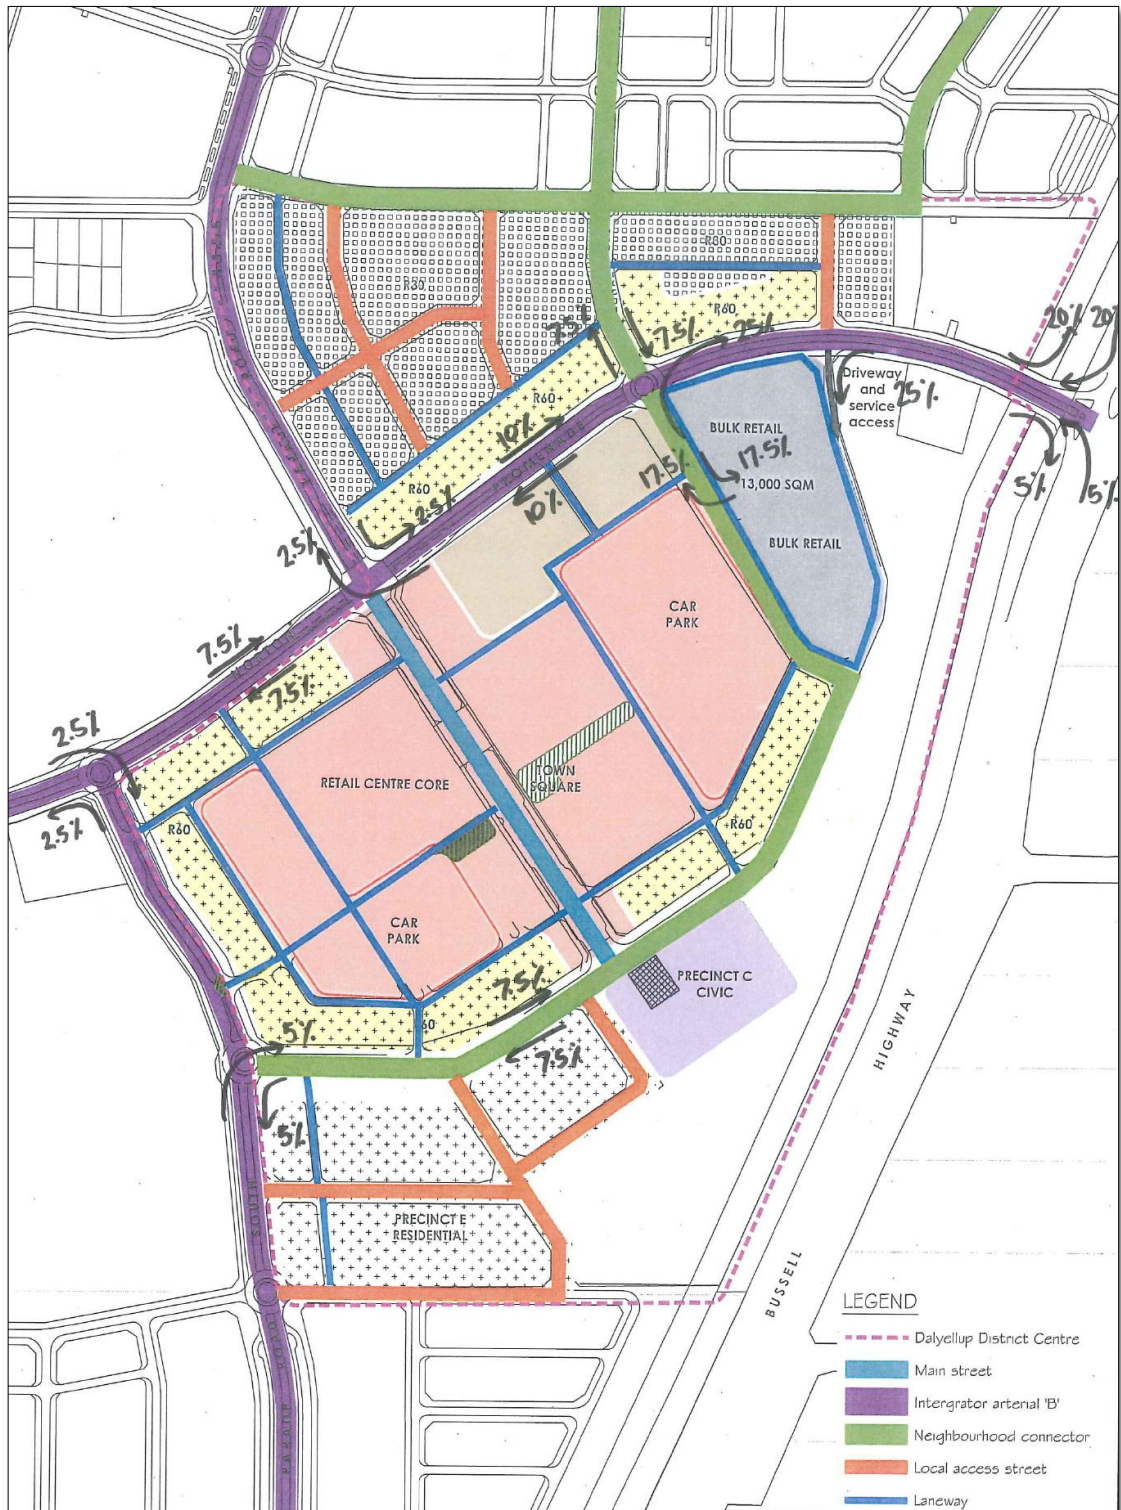 R30
R80
R60
7.5%
7.5%
25%
20%
20%
Driveway
and
service
access
25%
R60
10%
PROMENADE
BULK RETAIL
17.5%
17.5%
13,000 SQM
5%
5%
R60
2.5%
10%
BULK RETAIL
2.5%
CAR
PARK
7.5%
NORTON
7.5%
2.5%
TOWN
SQUARE
RETAIL CENTRE CORE
2.5%
R60
R60
CAR
PARK
PRECINCT C
CIVIC
7.5%
60
5%
7.5%
HIGHWAY
5%
PRECINCT E
RESIDENTIAL
BUSSELL
ROAD
PARADE
LEGEND
Dalyellup District Centre
Main street
Intergrator arterial 'B'
Neighbourhood connector
Local access street
Laneway